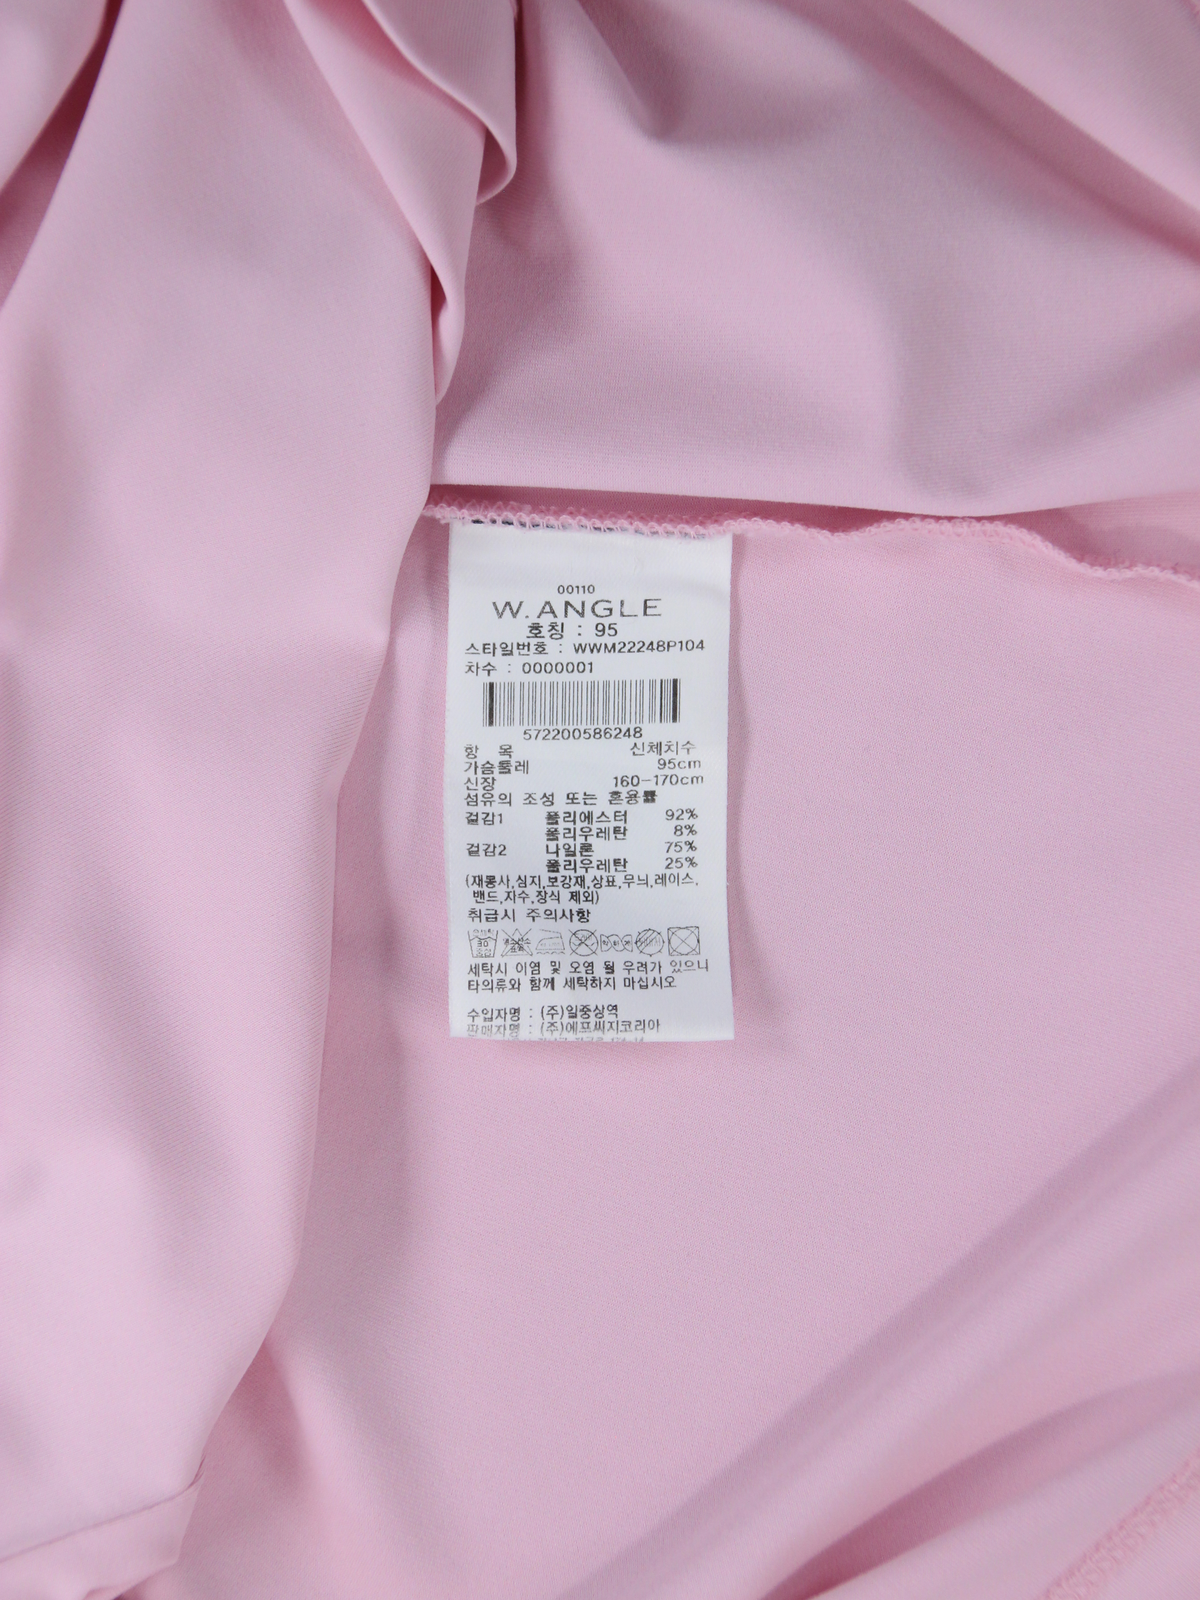 00110
W.ANGLE
호칭 : 95
스타일번호 : WWM22248P104
차수 : 0000001
572200586248
항 목 신체치수
가슴둘레 95cm
신장 160-170cm
섬유의 조성 또는 혼용률
겉감1 폴리에스터 92%
폴리우레탄 8%
겉감2 나일론 75%
폴리우레탄 25%
(재봉사,심지,보강재,상표,무늬,레이스,
밴드,자수,장식 제외)
취급시 주의사항
30
세탁시 이염 및 오염 될 우려가 있으니
타의류와 함께 세탁하지 마십시오
수입자명 : (주)일중상역
판매자명 : (주)에프씨지코리아